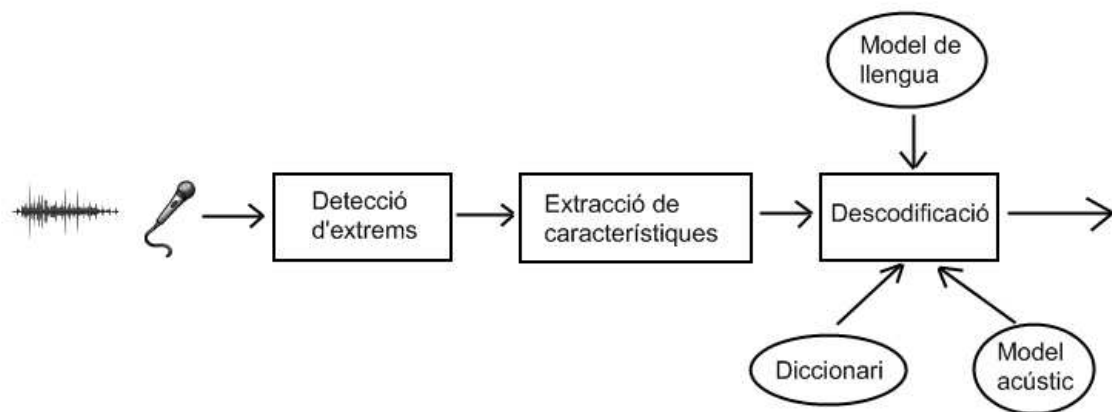 Model de
llengua
Detecció
d'extrems
Extracció de
característiques
Descodificació
Diccionari
Model
acústic